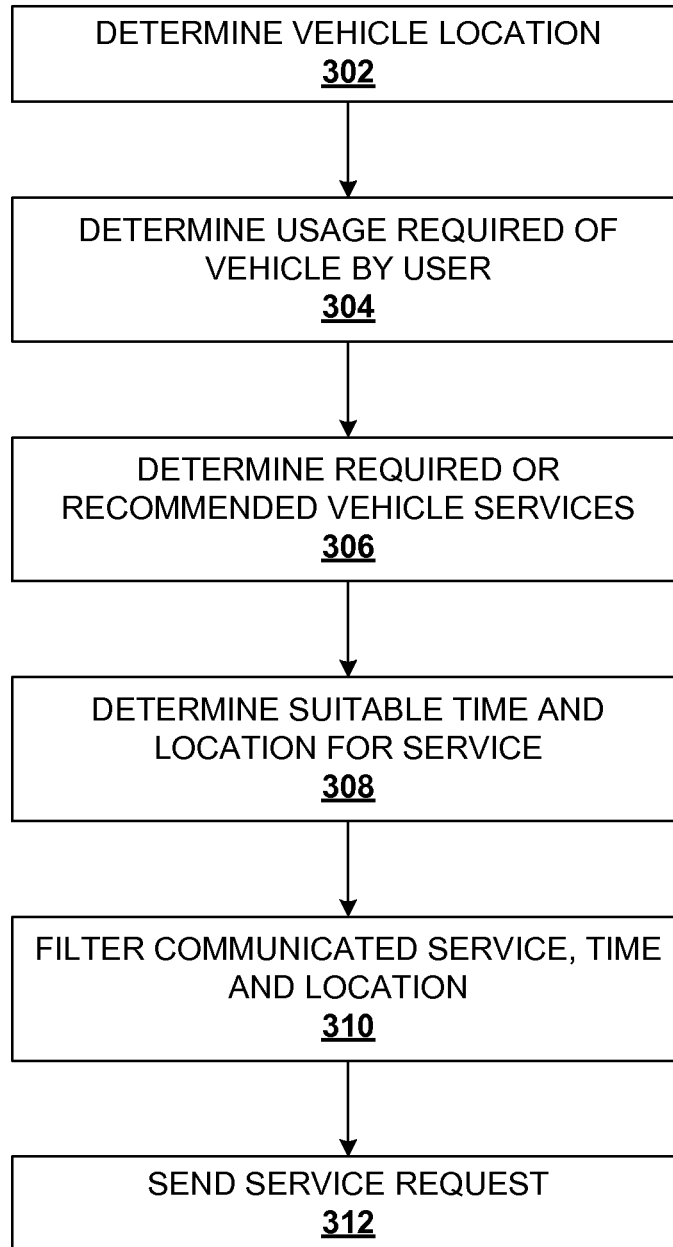 DETERMINE VEHICLE LOCATION
302
DETERMINE USAGE REQUIRED OF
VEHICLE BY USER
304
DETERMINE REQUIRED OR
RECOMMENDED VEHICLE SERVICES
306
DETERMINE SUITABLE TIME AND
LOCATION FOR SERVICE
308
FILTER COMMUNICATED SERVICE, TIME
AND LOCATION
310
SEND SERVICE REQUEST
312